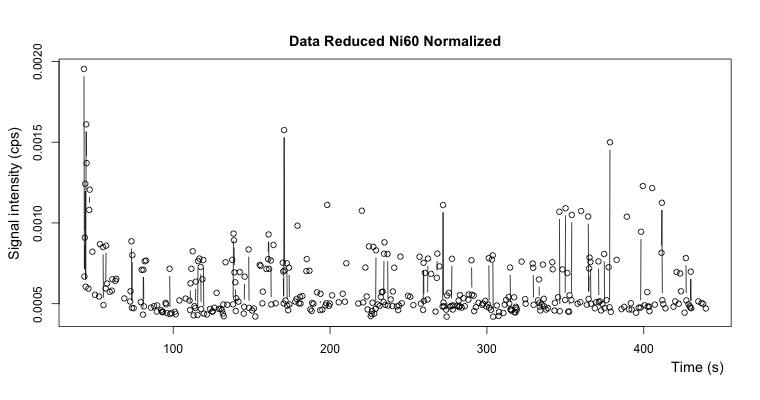 Data Reduced Ni60 Normalized
Signal intensity (cps)
0.0020
0.0015
0.0010
0.0005
100 200 300 400
Time (s)